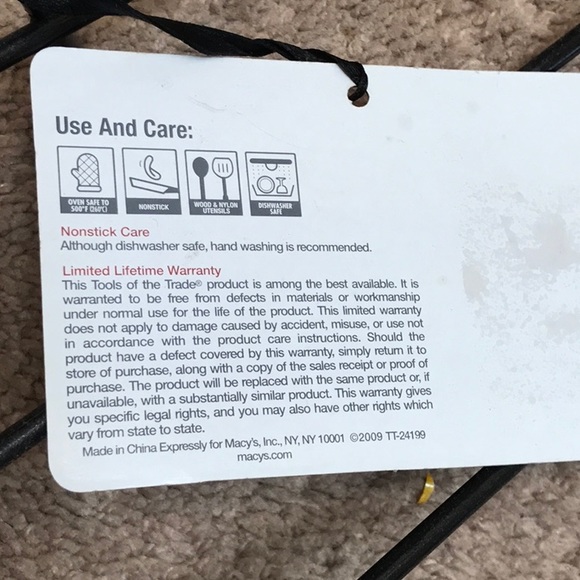 Use And Care:
OVEN SAFE TO
500°F (260°C)
NONSTICK
WOOD & NYLON
UTENSILS
DISHWASHER
SAFE
Nonstick Care
Although dishwasher safe, hand washing is recommended.
Limited Lifetime Warranty
This Tools of the Trade® product is among the best available. It is
warranted to be free from defects in materials or workmanship
under normal use for the life of the product. This limited warranty
does not apply to damage caused by accident, misuse, or use not
in accordance with the product care instructions. Should the
product have a defect covered by this warranty, simply return it to
store of purchase, along with a copy of the sales receipt or proof of
purchase. The product will be replaced with the same product or, if
unavailable, with a substantially similar product. This warranty gives
you specific legal rights, and you may also have other rights which
vary from state to state.
Made in China Expressly for Macy's, Inc., NY, NY 10001 ©2009 TT-24199
macys.com